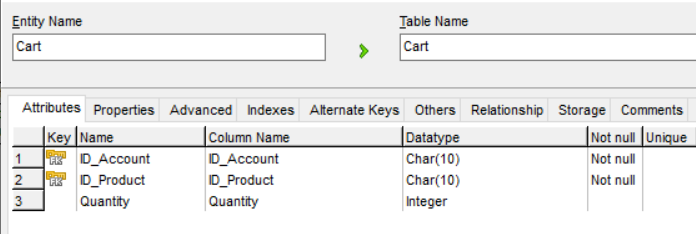 Entity Name Table Name
Cart Cart
Attributes Properties Advanced Indexes Alternate Keys Others Relationship Storage Comments
Key Name Column Name Datatype Not null Unique
1 FK ID_Account ID_Account Char(10) Not null
2 FK ID_Product ID_Product Char(10) Not null
3 Quantity Quantity Integer